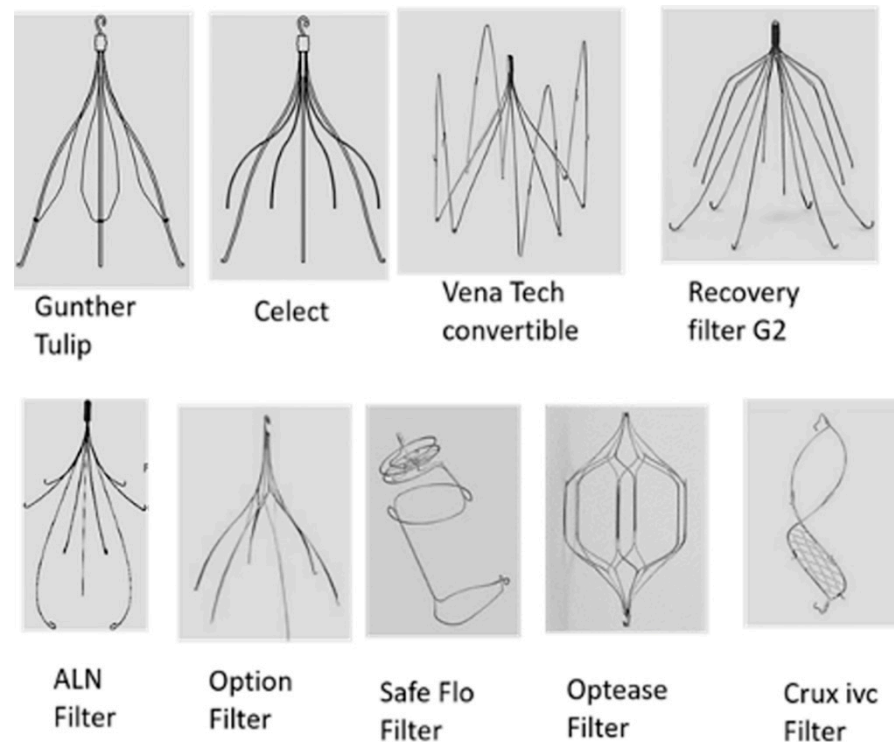 Gunther
Tulip
Celect
Vena Tech
convertible
Recovery
filter G2
ALN
Filter
Option
Filter
Safe Flo
Filter
Optease
Filter
Crux ivc
Filter